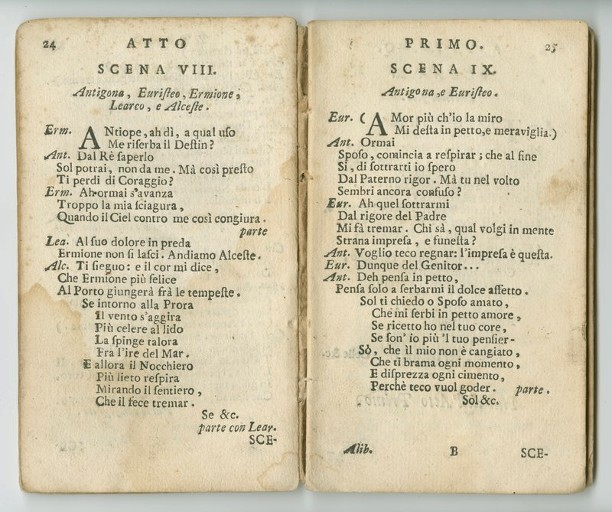 24 ATTO
SCENA VIII.
Antigona, Euristeo, Ermione,
Learco, e Alceste.
Erm. ANtiope, ah dì, a qual uso
Me riserba il Destin?
Ant. Dal Rè saperlo
Sol potrai, non da me. Mà così presto
Ti perdi di Coraggio?
Erm. Ah ormai s'avanza
Troppo la mia sciagura,
Quando il Ciel contro me così congiura.
parte
Lea. Al suo dolore in preda
Ermione non si lasci. Andiamo Alceste.
Alc. Ti sieguo: e il cor mi dice,
Che Ermione più felice
Al Porto giungerà frà le tempeste.
Se intorno alla Prora
Il vento s'aggira
Più celere al lido
La spinge talora
Fra l'ire del Mar.
E allora il Nocchiero
Più lieto respira
Mirando il sentiero,
Che il fece tremar.
Se &c.
parte con Lear.
SCE-
PRIMO. 25
SCENA IX.
Antigona, e Euristeo.
Eur. (AMor più ch'io la miro
Mi desta in petto, e meraviglia.)
Ant. Ormai
Sposo, comincia a respirar; che al fine
Si, di sottrarti io spero
Dal Paterno rigor. Mà tu nel volto
Sembri ancora confuso?
Eur. Ah quel sottrarmi
Dal rigore del Padre
Mi fà tremar. Chi sà, qual volgi in mente
Strana impresa, e funesta?
Ant. Voglio teco regnar: l'impresa è questa.
Eur. Dunque del Genitor...
Ant. Deh pensa in petto,
Pensa solo a serbarmi il dolce affetto.
Sol ti chiedo o Sposo amato,
Che mi serbi in petto amore,
Se ricetto ho nel tuo core,
Se son' io più 'l tuo pensier-
Sò, che il mio non è cangiato,
Che ti brama ogni momento,
E disprezza ogni cimento,
Perchè teco vuol goder. parte.
Sol &c.
Alib. B SCE-